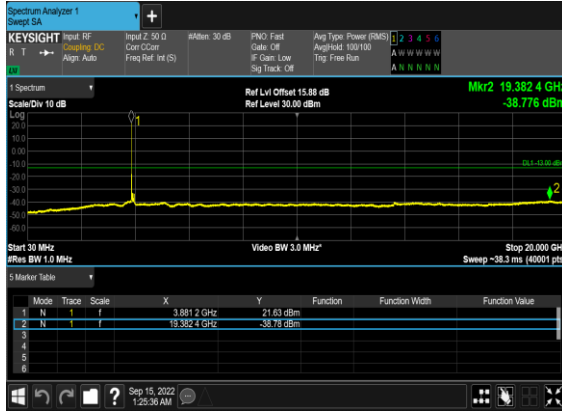 Spectrum Analyzer 1
Swept SA
+
KEYSIGHT Input: RF Input Z: 50 Ω #Atten: 30 dB PNO: Fast Avg Type: Power (RMS) 1 2 3 4 5 6
R T Coupling: DC Corr CCorr Gate: Off Avg|Hold: 100/100 A W W W W W
Align: Auto Freq Ref: Int (S) IF Gain: Low Trig: Free Run
Sig Track: Off A N N N N N
1 Spectrum Ref Lvl Offset 15.88 dB Mkr2 19.382 4 GHz
Scale/Div 10 dB Ref Level 30.00 dBm -38.776 dBm
Log
20.0
10.0
0.00
-10.0
DL1 -13.00 dBm
-20.0
-30.0
-40.0
-50.0
-60.0
1
2
Start 30 MHz Video BW 3.0 MHz* Stop 20.000 GH
#Res BW 1.0 MHz Sweep ~38.3 ms (40001 pts
5 Marker Table
Mode Trace Scale X Y Function Function Width Function Value
1 N 1 f 3.881 2 GHz 21.63 dBm
2 N 1 f 19.382 4 GHz -38.78 dBm
3
4
5
6
? Sep 15, 2022
1:25:36 AM